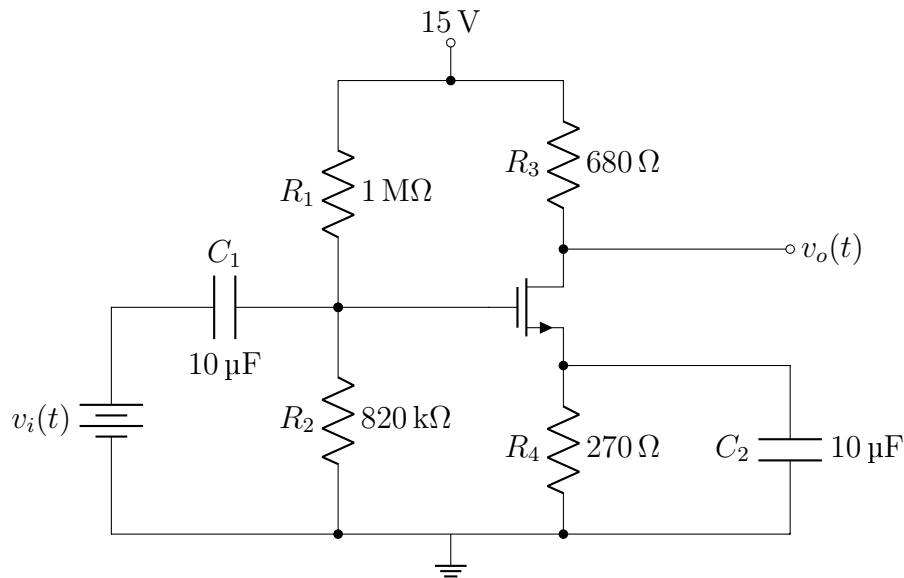 15 V
R₃ 680 Ω
R₁ 1 MΩ
vₒ(t)
C₁
10 µF
vᵢ(t)
R₂ 820 kΩ
R₄ 270 Ω
C₂ 10 µF